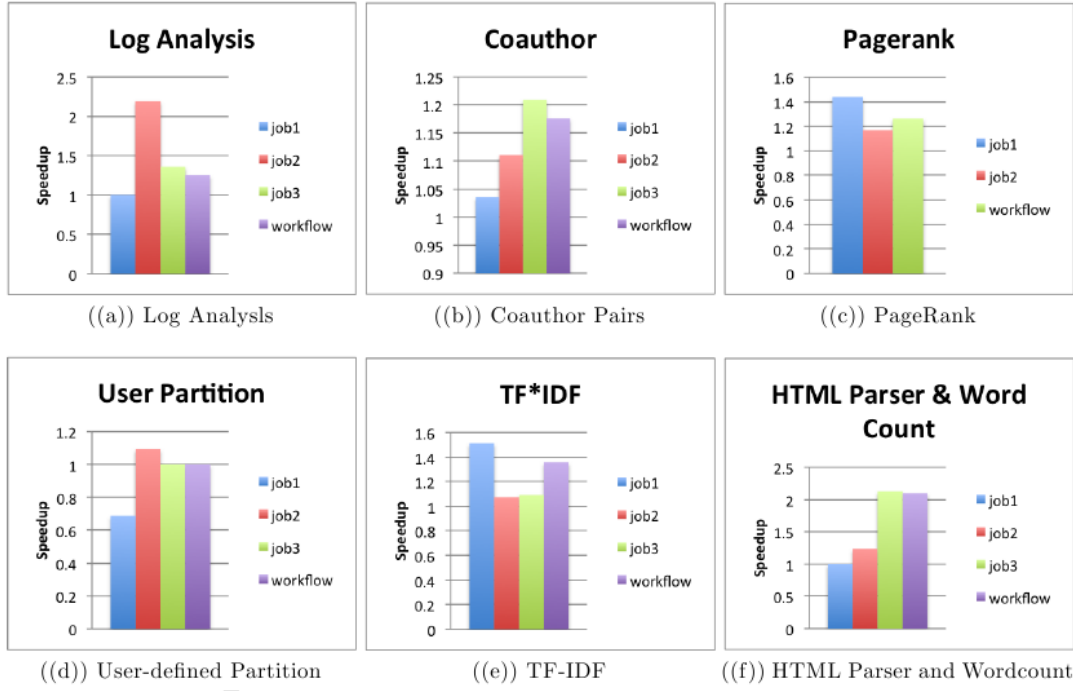 Log Analysis
2.5
2
1.5
1
0.5
0
Speedup
job1
job2
job3
workflow
((a)) Log Analysls
Coauthor
1.25
1.2
1.15
1.10
1.05
1
0.95
0.9
Speedup
job1
job2
job3
workflow
((b)) Coauthor Pairs
Pagerank
1.6
1.4
1.2
1
0.8
0.6
0.4
0.2
0
Speedup
job1
job2
workflow
((c)) PageRank
User Partition
1.2
1
0.8
0.6
0.4
0.2
0
Speedup
job1
job2
job3
workflow
((d)) User-defined Partition
TF*IDF
1.6
1.4
1.2
1
0.8
0.6
0.4
0.2
0
Speedup
job1
job2
job3
workflow
((e)) TF-IDF
HTML Parser & Word
Count
2.5
2
1.5
1
0.5
0
Speedup
job1
job2
job3
workflow
((f)) HTML Parser and Wordcount